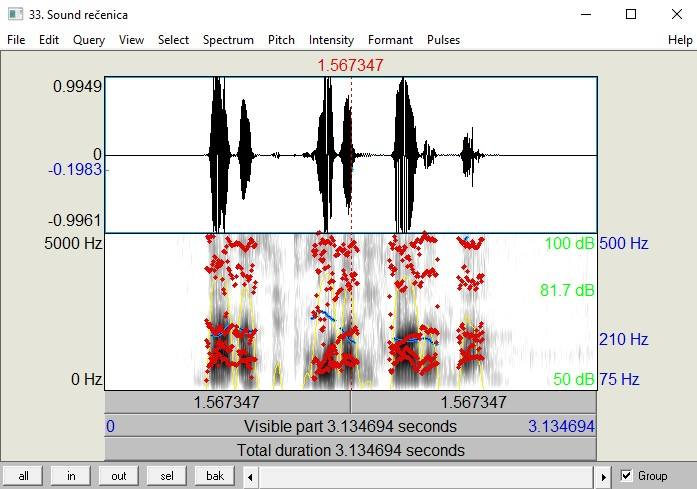 33. Sound rečenica
File Edit Query View Select Spectrum Pitch Intensity Formant Pulses Help
1.567347
0.9949
0
-0.1983
-0.9961
5000 Hz 100 dB 500 Hz
81.7 dB
210 Hz
0 Hz 50 dB 75 Hz
1.567347 1.567347
0 Visible part 3.134694 seconds 3.134694
Total duration 3.134694 seconds
all in out sel bak Group